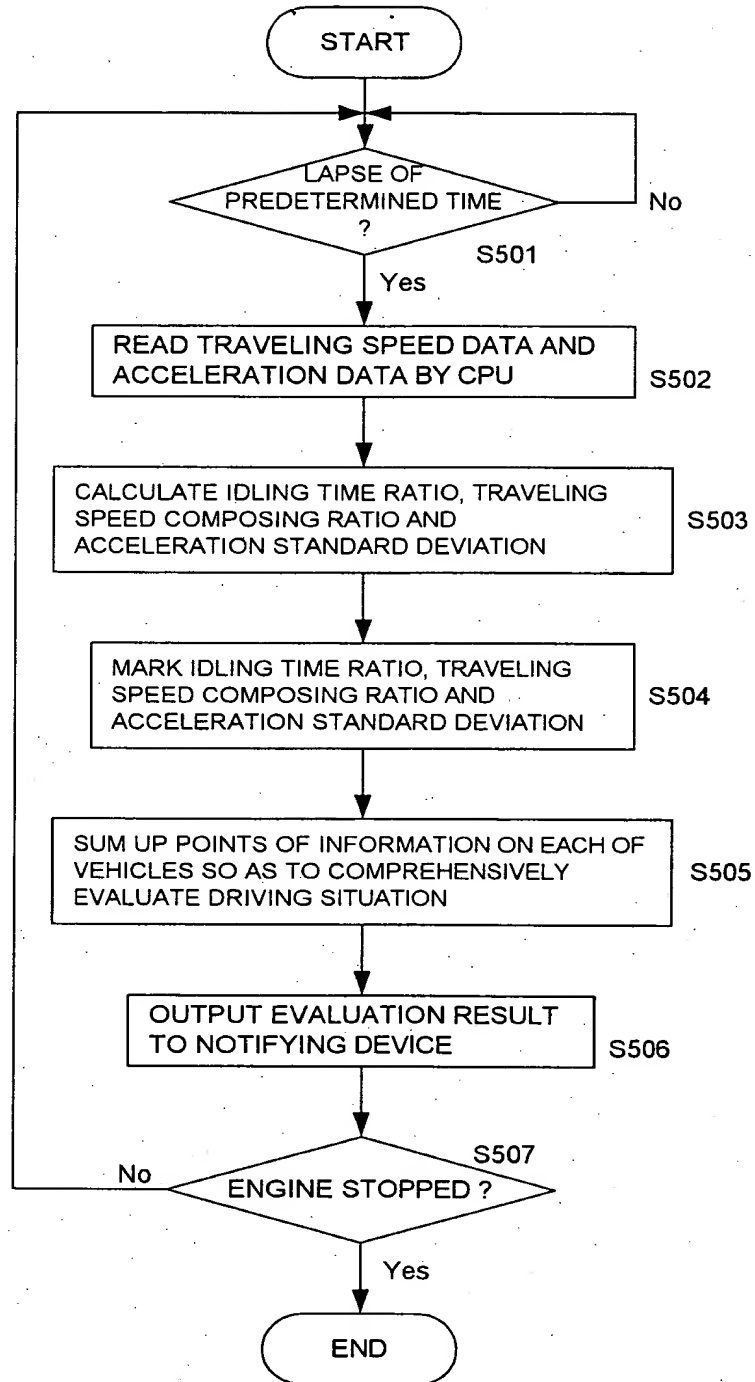 START
LAPSE OF
PREDETERMINED TIME
?
No
S501
Yes
READ TRAVELING SPEED DATA AND
ACCELERATION DATA BY CPU
S502
CALCULATE IDLING TIME RATIO, TRAVELING
SPEED COMPOSING RATIO AND
ACCELERATION STANDARD DEVIATION
S503
MARK IDLING TIME RATIO, TRAVELING
SPEED COMPOSING RATIO AND
ACCELERATION STANDARD DEVIATION
S504
SUM UP POINTS OF INFORMATION ON EACH OF
VEHICLES SO AS TO COMPREHENSIVELY
EVALUATE DRIVING SITUATION
S505
OUTPUT EVALUATION RESULT
TO NOTIFYING DEVICE
S506
S507
No
ENGINE STOPPED ?
Yes
END